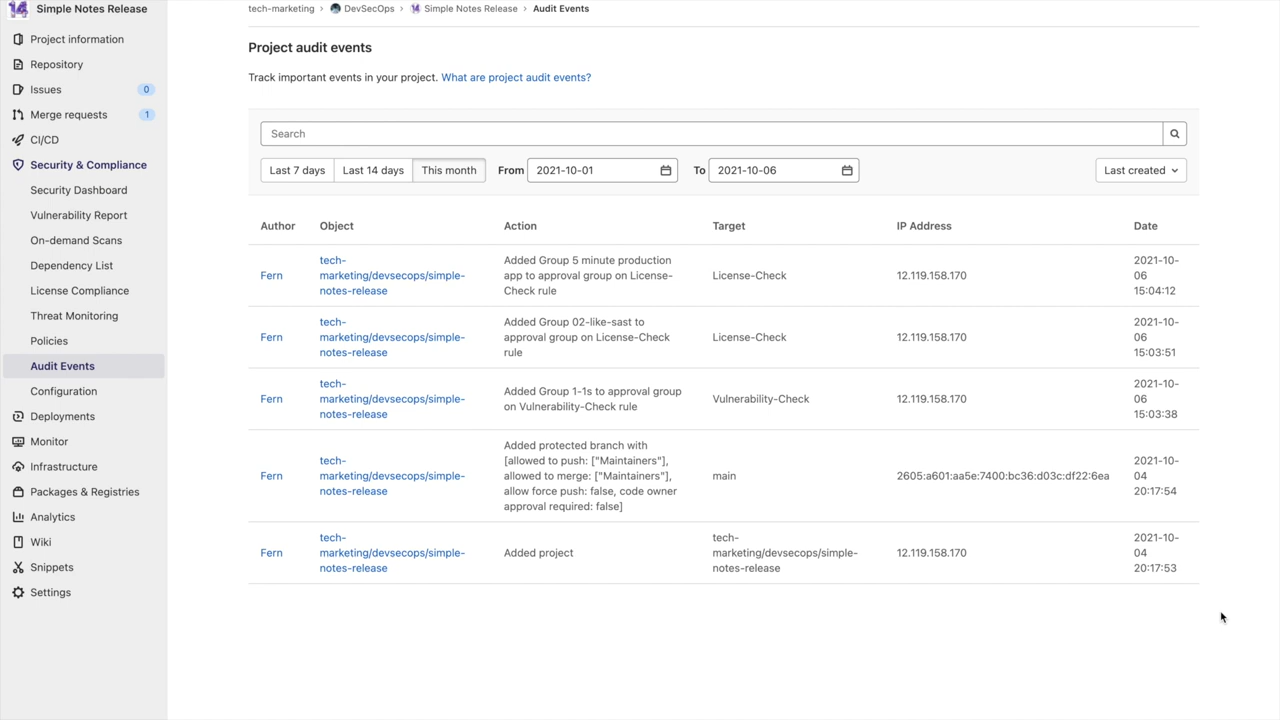 14 Simple Notes Release
Project information
Repository
Issues 0
Merge requests 1
CI/CD
Security & Compliance
Security Dashboard
Vulnerability Report
On-demand Scans
Dependency List
License Compliance
Threat Monitoring
Policies
Audit Events
Configuration
Deployments
Monitor
Infrastructure
Packages & Registries
Analytics
Wiki
Snippets
Settings
tech-marketing › DevSecOps › 14 Simple Notes Release › Audit Events
Project audit events
Track important events in your project. What are project audit events?
Search
Last 7 days Last 14 days This month From 2021-10-01 To 2021-10-06 Last created
Author Object Action Target IP Address Date
Fern
tech-
marketing/devsecops/simple-
notes-release
Added Group 5 minute production
app to approval group on License-
Check rule
License-Check
12.119.158.170
2021-10-
06
15:04:12
Fern
tech-
marketing/devsecops/simple-
notes-release
Added Group 02-like-sast to
approval group on License-Check
rule
License-Check
12.119.158.170
2021-10-
06
15:03:51
Fern
tech-
marketing/devsecops/simple-
notes-release
Added Group 1-1s to approval group
on Vulnerability-Check rule
Vulnerability-Check
12.119.158.170
2021-10-
06
15:03:38
Fern
tech-
marketing/devsecops/simple-
notes-release
Added protected branch with
[allowed to push: ["Maintainers"],
allowed to merge: ["Maintainers"],
allow force push: false, code owner
approval required: false]
main
2605:a601:aa5e:7400:bc36:d03c:df22:6ea
2021-10-
04
20:17:54
Fern
tech-
marketing/devsecops/simple-
notes-release
Added project
tech-
marketing/devsecops/simple-
notes-release
12.119.158.170
2021-10-
04
20:17:53